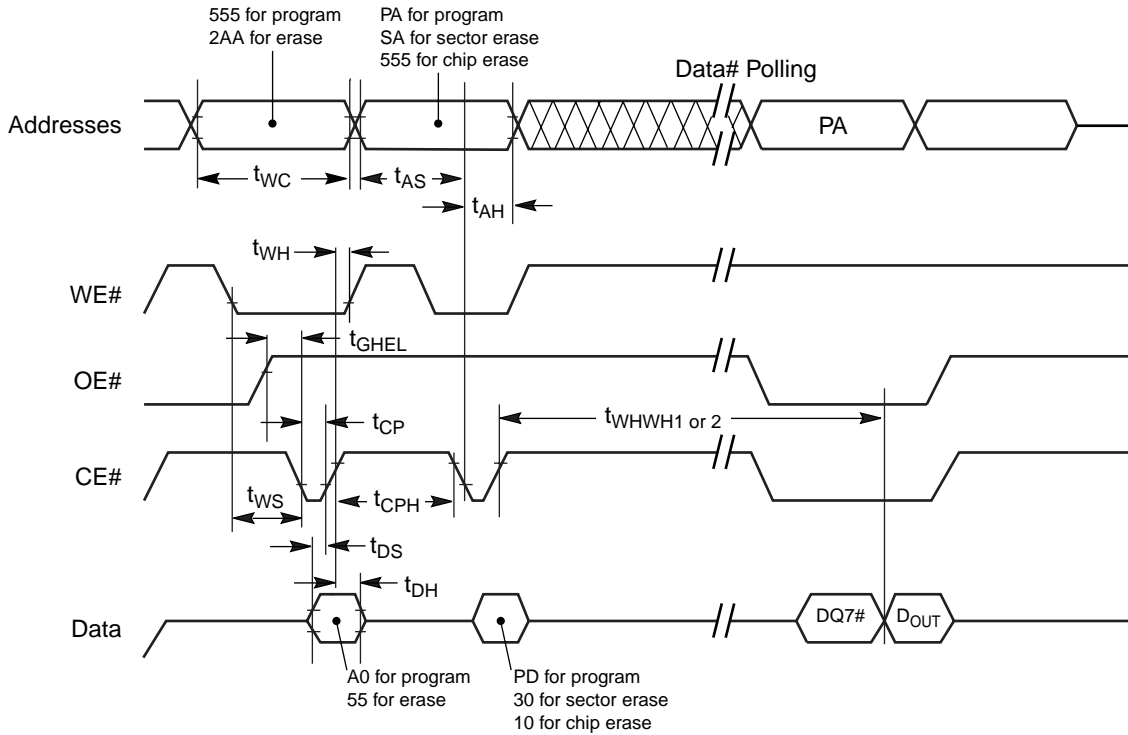 555 for program
2AA for erase
PA for program
SA for sector erase
555 for chip erase
Data# Polling
Addresses
PA
tWC
tAS
tAH
tWH
WE#
tGHEL
OE#
tWHWH1 or 2
tCP
CE#
tWS
tCPH
tDS
tDH
Data
DQ7#
DOUT
A0 for program
55 for erase
PD for program
30 for sector erase
10 for chip erase